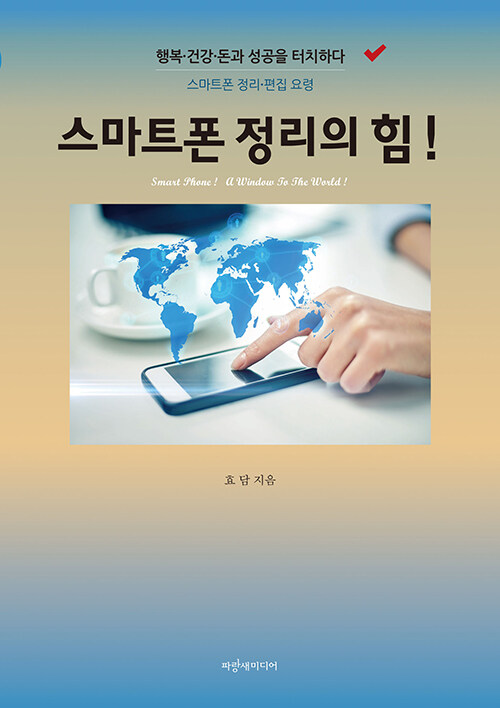 행복·건강·돈과 성공을 터치하다
스마트폰 정리·편집 요령
스마트폰 정리의 힘!
Smart Phone! A Window To The World!
효담 지음
파랑새미디어